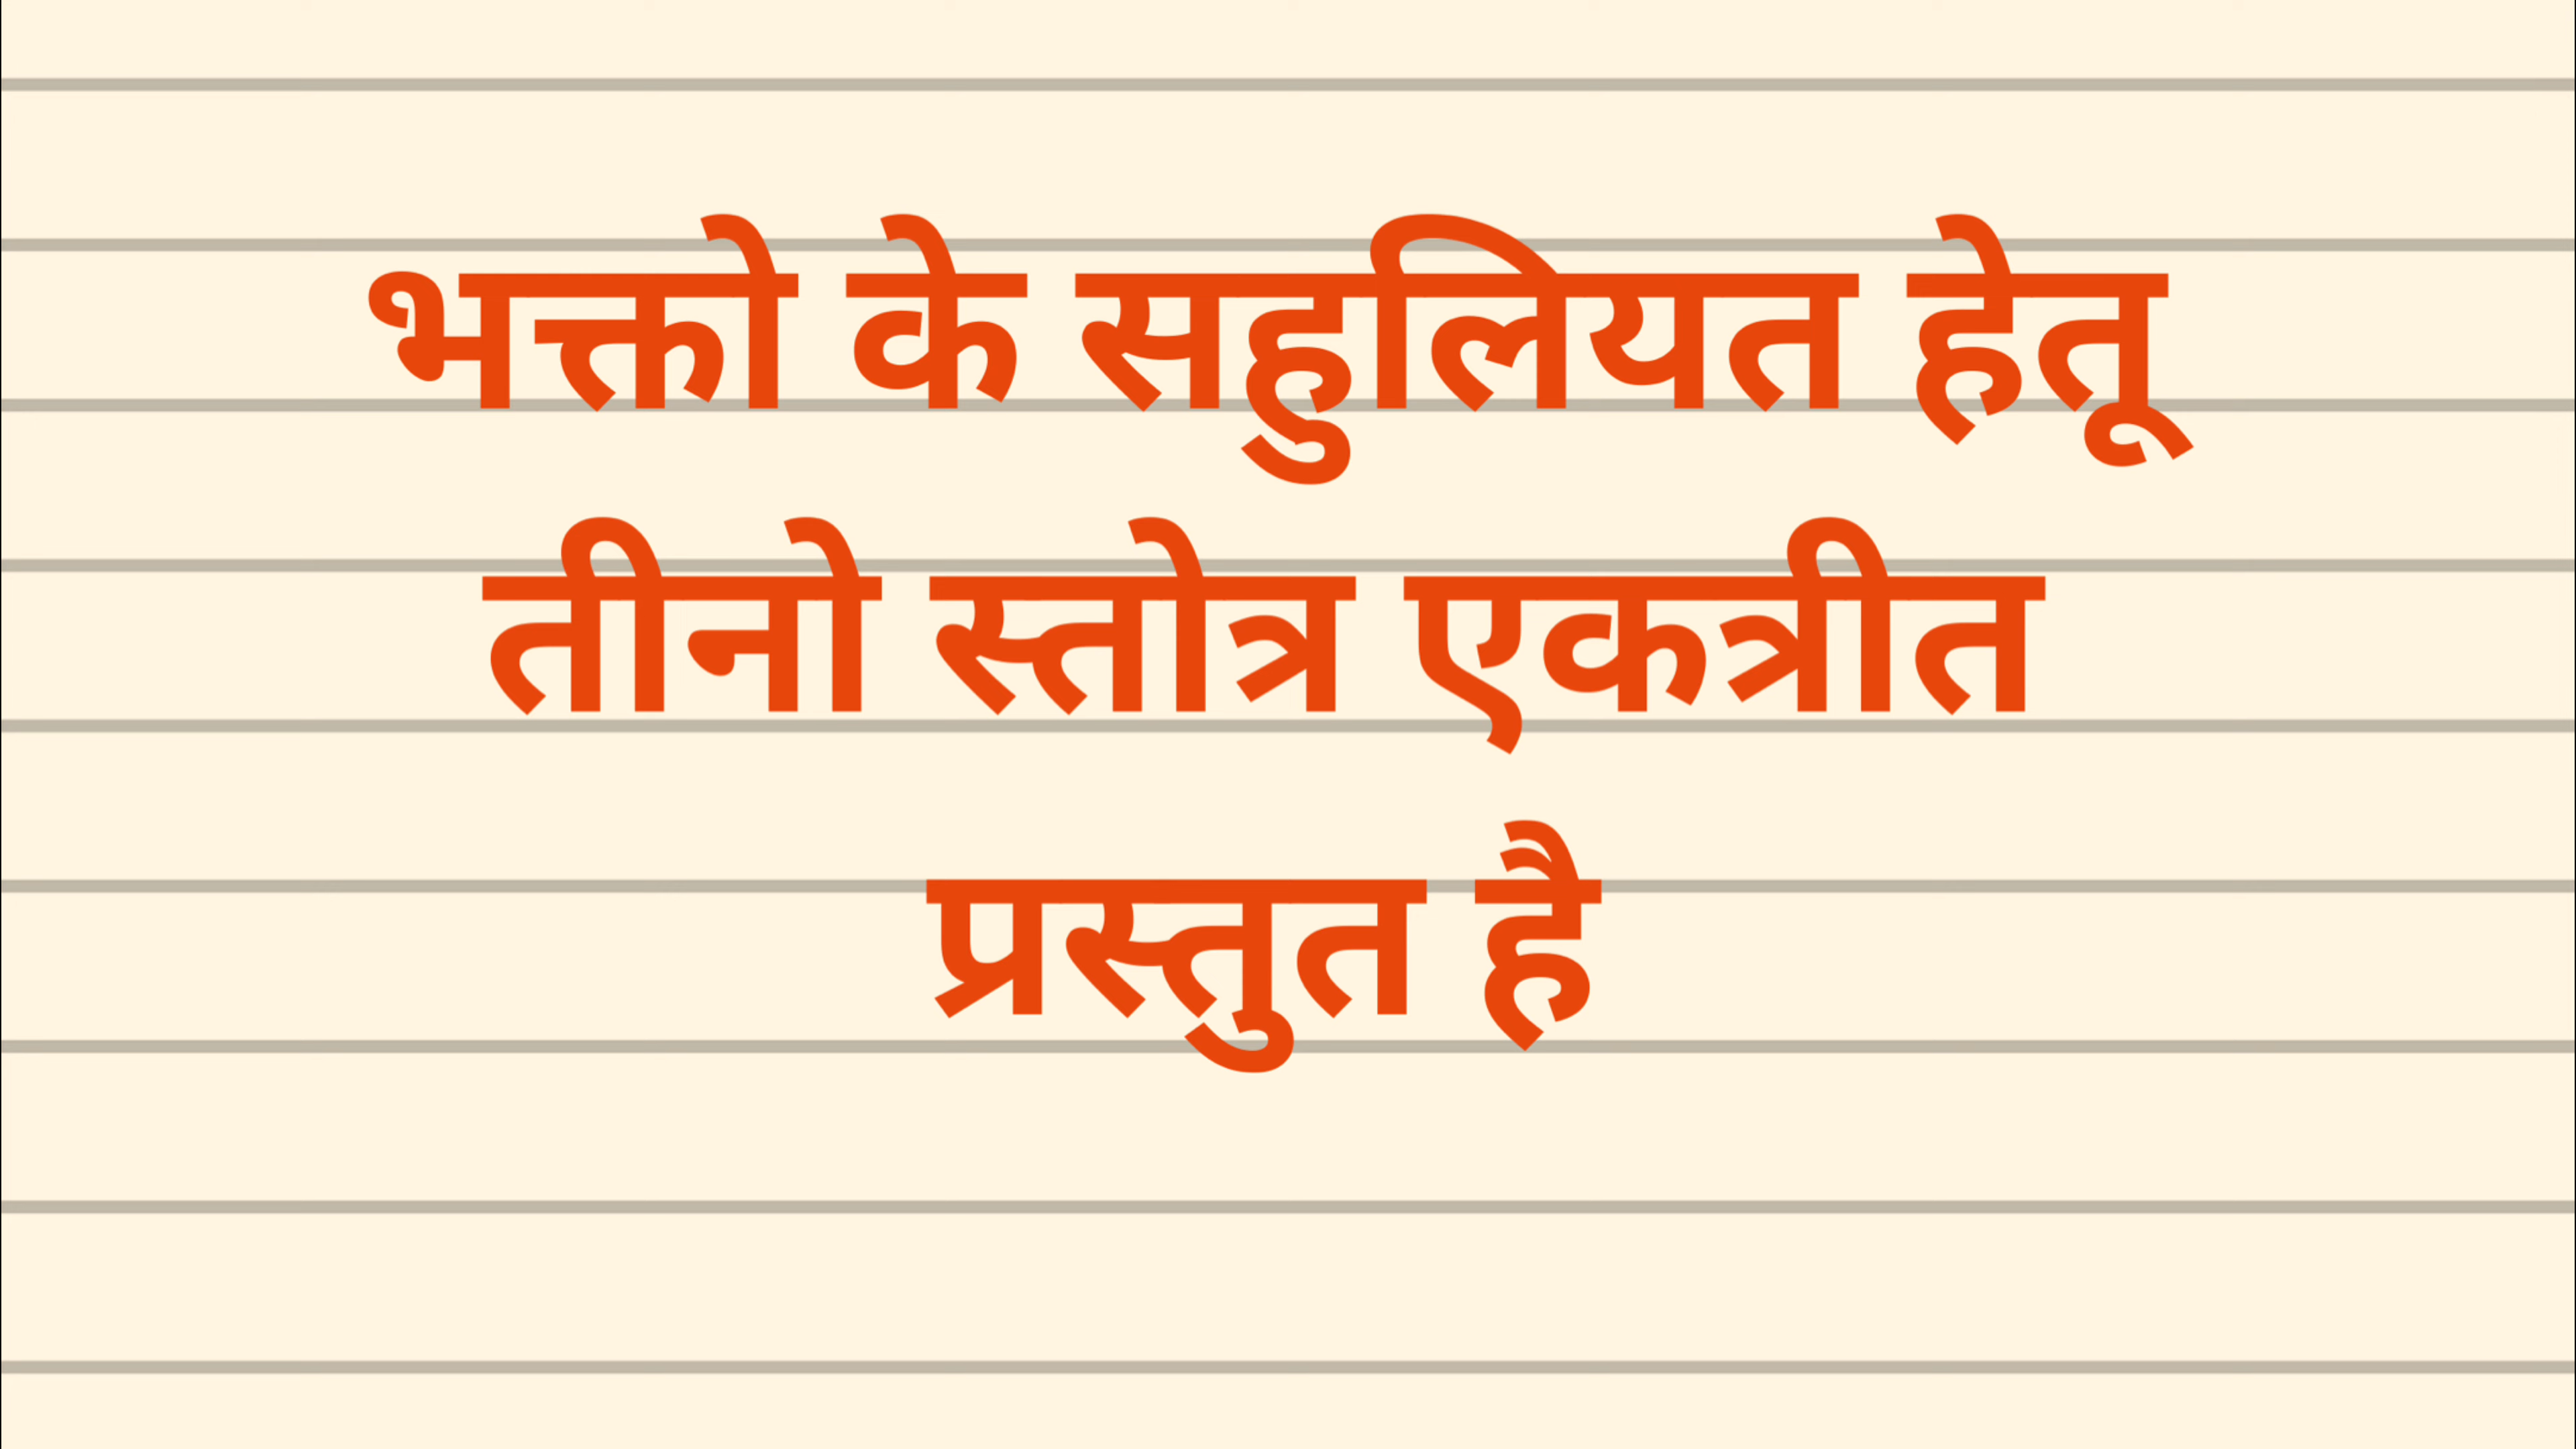 भक्तो के सहुलियत हेतू
तीनो स्तोत्र एकत्रीत
प्रस्तुत है